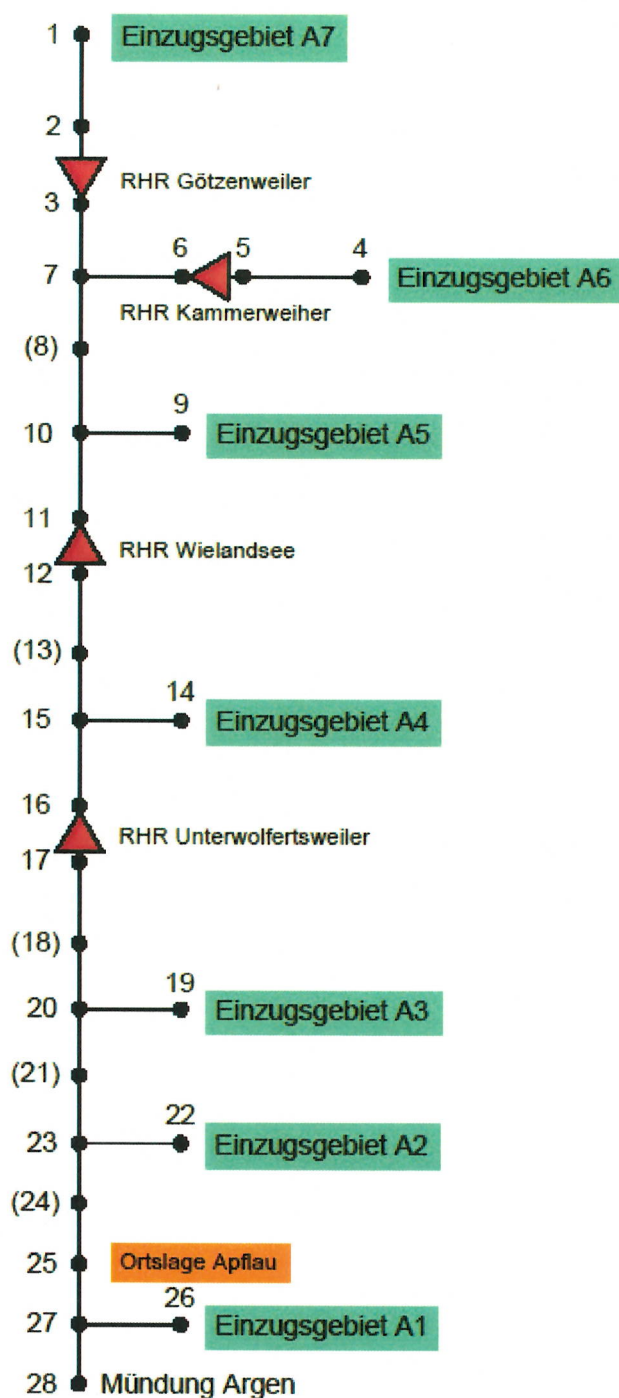 1 Einzugsgebiet A7
2
RHR Götzenweiler
3
6 5 4
7 Einzugsgebiet A6
RHR Kammerweiher
(8)
9
10 Einzugsgebiet A5
11
RHR Wielandsee
12
(13)
14
15 Einzugsgebiet A4
16
RHR Unterwolfertsweiler
17
(18)
19
20 Einzugsgebiet A3
(21)
22
23 Einzugsgebiet A2
(24)
25 Ortslage Apflau
26
27 Einzugsgebiet A1
28 Mündung Argen